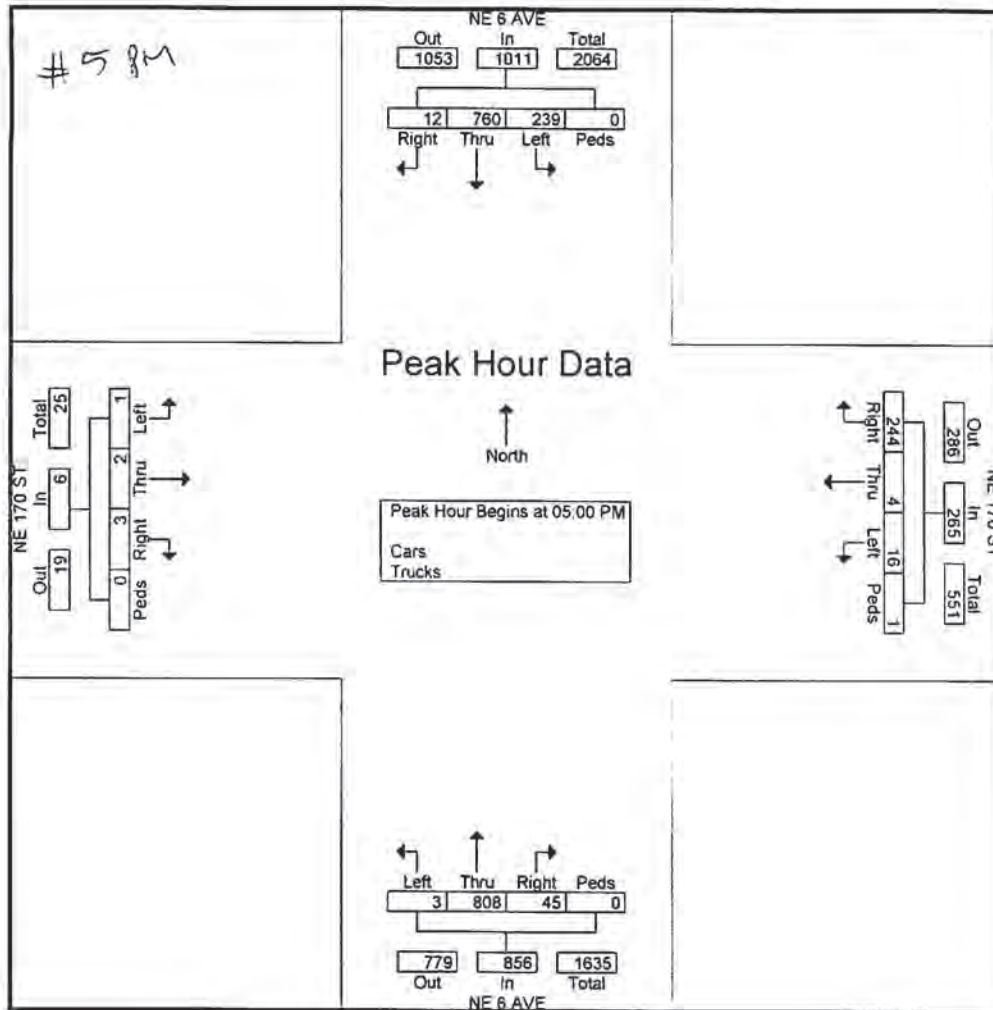 # 5 PM
NE 6 AVE
Out In Total
1053 1011 2064
12 760 239 0
Right Thru Left Peds
Peak Hour Data
North
Peak Hour Begins at 05:00 PM
Cars
Trucks
NE 170 ST
Out In Total
19 6 25
Left Thru Right Peds
1 2 3 0
NE 170 ST
Out In Total
286 265 551
Right Thru Left Peds
244 4 16 1
Left Thru Right Peds
3 808 45 0
779 856 1635
Out In Total
NE 6 AVE